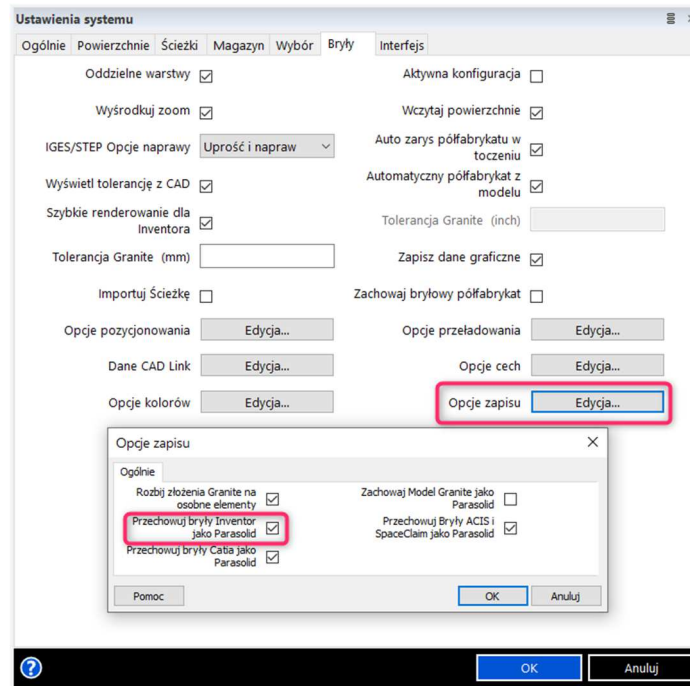 Ustawienia systemu
Ogólnie Powierzchnie Ścieżki Magazyn Wybór Bryły Interfejs
Oddzielne warstwy
Aktywna konfiguracja
Wyśrodkuj zoom
Wczytaj powierzchnie
IGES/STEP Opcje naprawy Uprość i napraw
Auto zarys półfabrykatu w
toczeniu
Wyświetl tolerancję z CAD
Automatyczny półfabrykat z
modelu
Szybkie renderowanie dla
Inventora
Tolerancja Granite (inch)
Tolerancja Granite (mm)
Zapisz dane graficzne
Importuj Ścieżkę
Zachowaj bryłowy półfabrykat
Opcje pozycjonowania Edycja...
Opcje przeładowania Edycja...
Dane CAD Link Edycja...
Opcje cech Edycja...
Opcje kolorów Edycja...
Opcje zapisu Edycja...
Opcje zapisu
Ogólnie
Rozbij złożenia Granite na
osobne elementy
Zachowaj Model Granite jako
Parasolid
Przechowuj bryły Inventor
jako Parasolid
Przechowuj Bryły ACIS i
SpaceClaim jako Parasolid
Przechowuj bryły Catia jako
Parasolid
Pomoc OK Anuluj
OK Anuluj